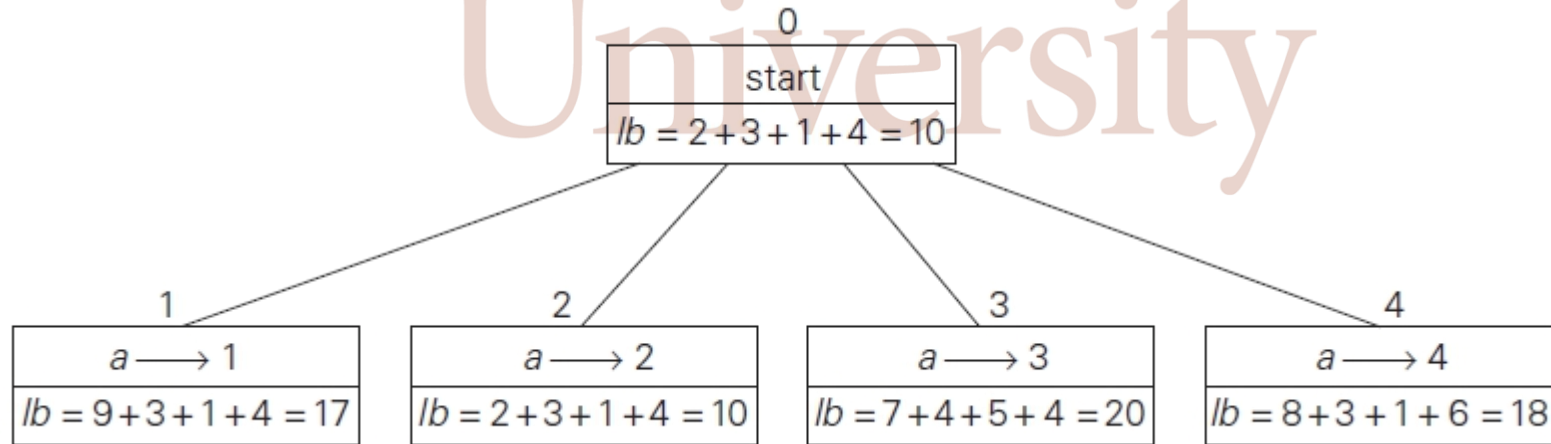 University
0
start
lb = 2+3+1+4 = 10
1
2
3
4
a ⟶ 1
a ⟶ 2
a ⟶ 3
a ⟶ 4
lb = 9+3+1+4 = 17
lb = 2+3+1+4 = 10
lb = 7+4+5+4 = 20
lb = 8+3+1+6 = 18